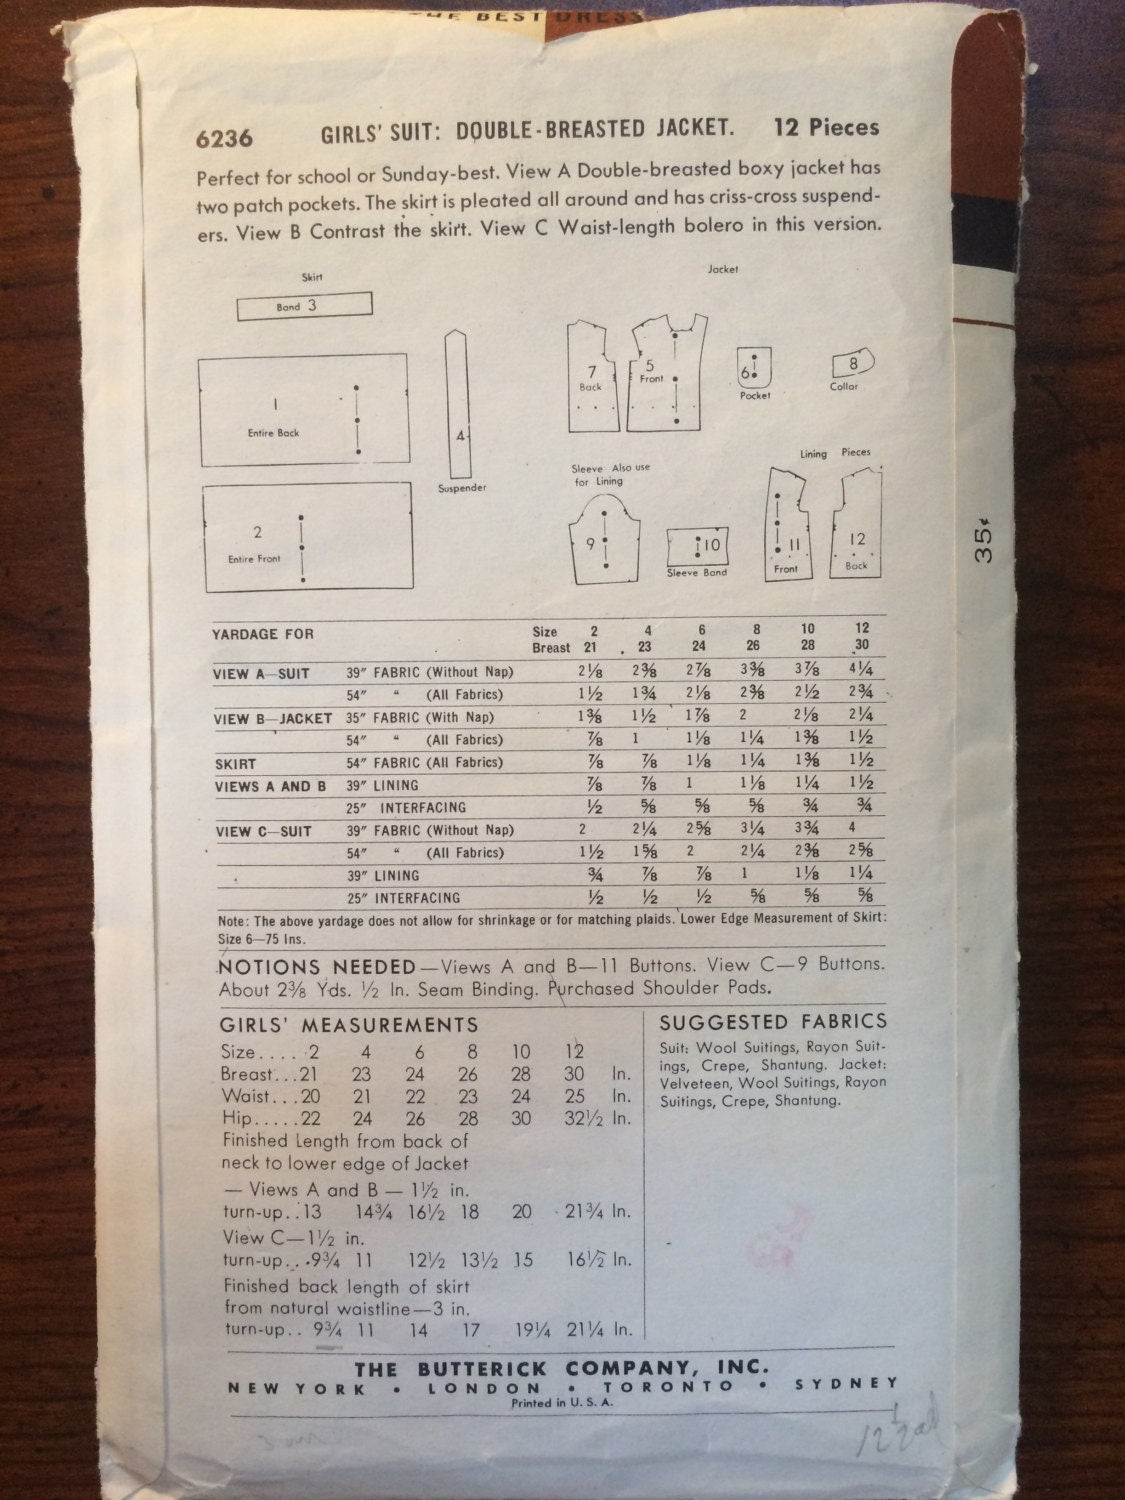 THE BEST DRESS
6236 GIRLS' SUIT: DOUBLE-BREASTED JACKET. 12 Pieces
Perfect for school or Sunday-best. View A Double-breasted boxy jacket has
two patch pockets. The skirt is pleated all around and has criss-cross suspend-
ers. View B Contrast the skirt. View C Waist-length bolero in this version.
Skirt
Band 3
1
Entire Back
2
Entire Front
4
Suspender
Jacket
7
Back
5
Front
6
Pocket
8
Collar
Sleeve Also use
for Lining
9
10
Sleeve Band
Lining Pieces
11
Front
12
Back
35¢
YARDAGE FOR Size 2 4 6 8 10 12
Breast 21 23 24 26 28 30
VIEW A—SUIT 39" FABRIC (Without Nap) 2⅛ 2⅜ 2⅞ 3⅜ 3⅞ 4¼
54" " (All Fabrics) 1½ 1¾ 2⅛ 2⅜ 2½ 2¾
VIEW B—JACKET 35" FABRIC (With Nap) 1⅜ 1½ 1⅞ 2 2⅛ 2¼
54" " (All Fabrics) ⅞ 1 1⅛ 1¼ 1⅜ 1½
SKIRT 54" FABRIC (All Fabrics) ⅞ ⅞ 1⅛ 1¼ 1⅜ 1½
VIEWS A AND B 39" LINING ⅞ ⅞ 1 1⅛ 1¼ 1½
25" INTERFACING ½ ⅝ ⅝ ⅝ ¾ ¾
VIEW C—SUIT 39" FABRIC (Without Nap) 2 2¼ 2⅝ 3¼ 3¾ 4
54" " (All Fabrics) 1½ 1⅝ 2 2¼ 2⅜ 2⅝
39" LINING ¾ ⅞ ⅞ 1 1⅛ 1¼
25" INTERFACING ½ ½ ½ ⅝ ⅝ ⅝
Note: The above yardage does not allow for shrinkage or for matching plaids. Lower Edge Measurement of Skirt:
Size 6—75 Ins.
NOTIONS NEEDED—Views A and B—11 Buttons. View C—9 Buttons.
About 2⅜ Yds. ½ In. Seam Binding. Purchased Shoulder Pads.
GIRLS' MEASUREMENTS
Size..... 2 4 6 8 10 12
Breast...21 23 24 26 28 30 In.
Waist...20 21 22 23 24 25 In.
Hip.....22 24 26 28 30 32½ In.
Finished Length from back of
neck to lower edge of Jacket
— Views A and B — 1½ in.
turn-up..13 14¾ 16½ 18 20 21¾ In.
View C—1½ in.
turn-up...9¾ 11 12½ 13½ 15 16½ In.
Finished back length of skirt
from natural waistline—3 in.
turn-up.. 9¾ 11 14 17 19¼ 21¼ In.
SUGGESTED FABRICS
Suit: Wool Suitings, Rayon Suit-
ings, Crepe, Shantung. Jacket:
Velveteen, Wool Suitings, Rayon
Suitings, Crepe, Shantung.
THE BUTTERICK COMPANY, INC.
NEW YORK • LONDON • TORONTO • SYDNEY
Printed in U. S. A.